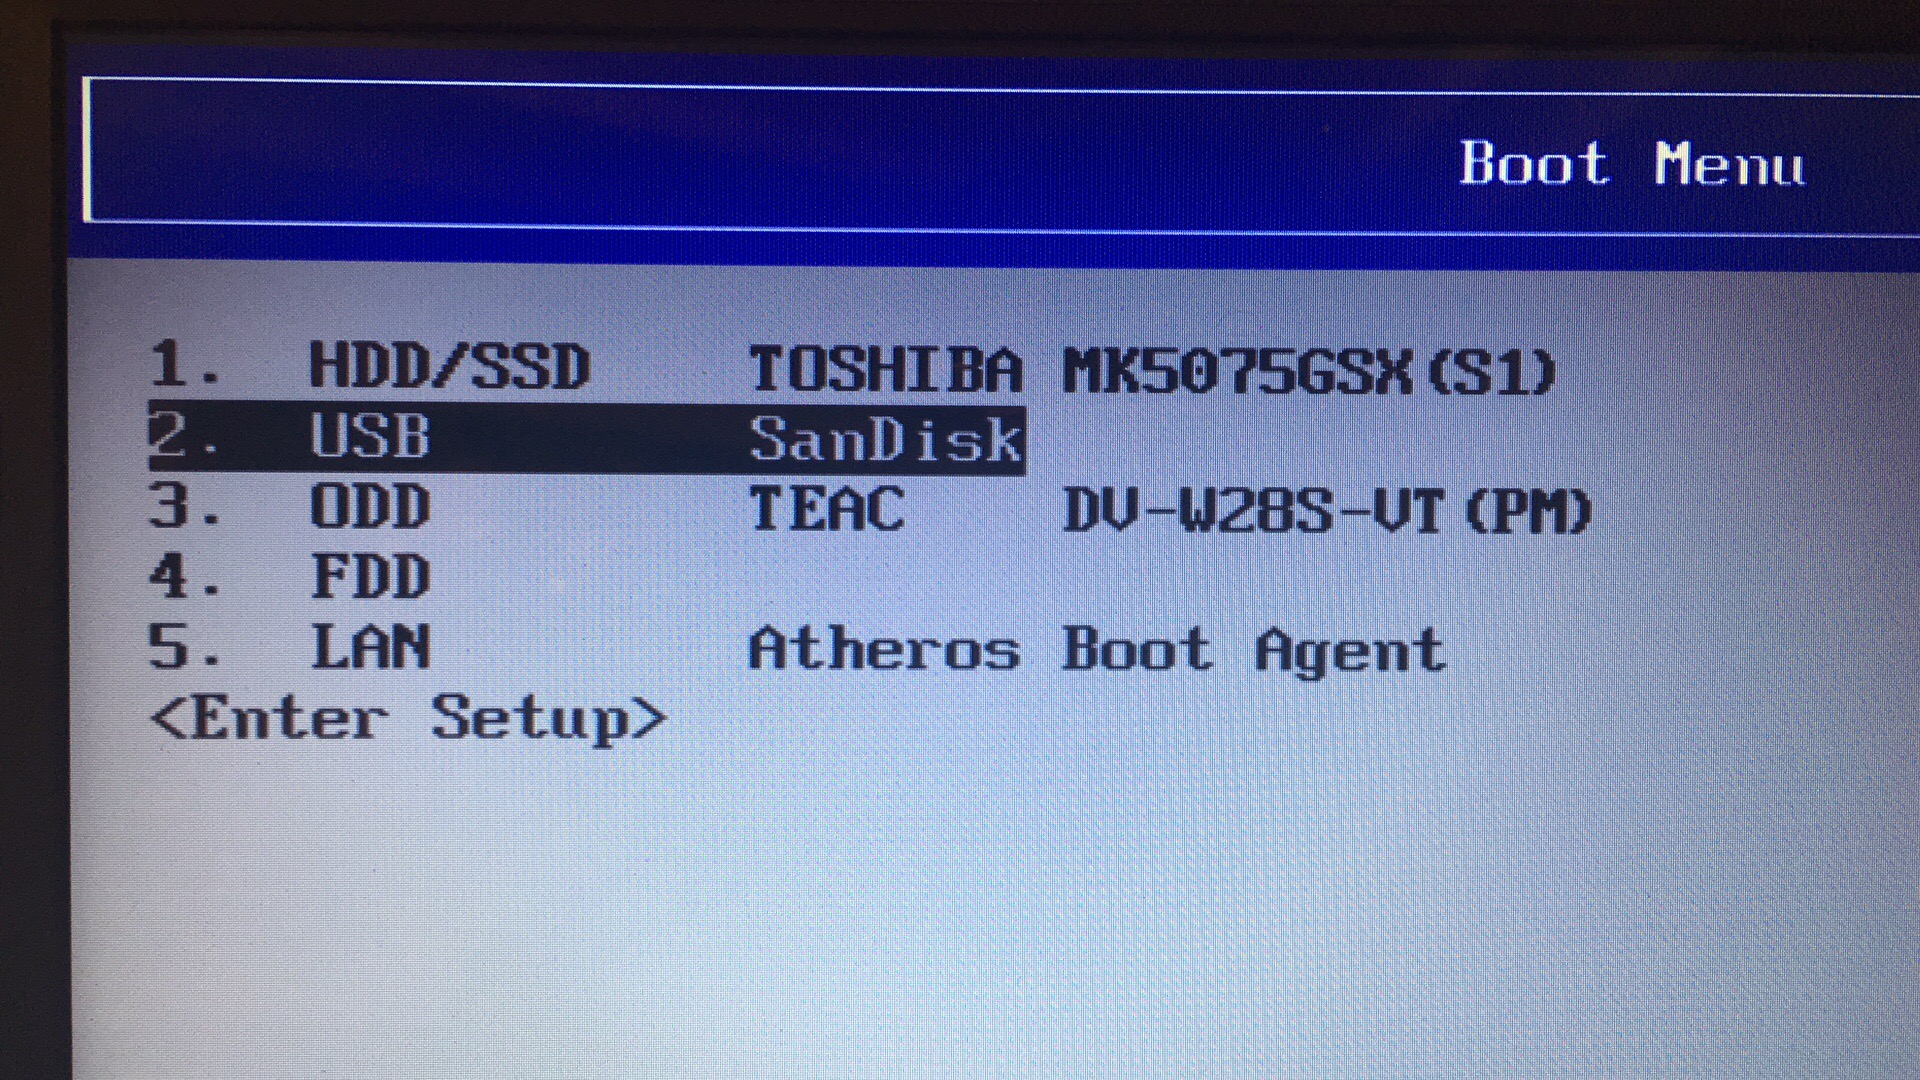 Boot Menu
1. HDD/SSD TOSHIBA MK5075GSX(S1)
2. USB SanDisk
3. ODD TEAC DV-W28S-VT(PM)
4. FDD
5. LAN Atheros Boot Agent
<Enter Setup>